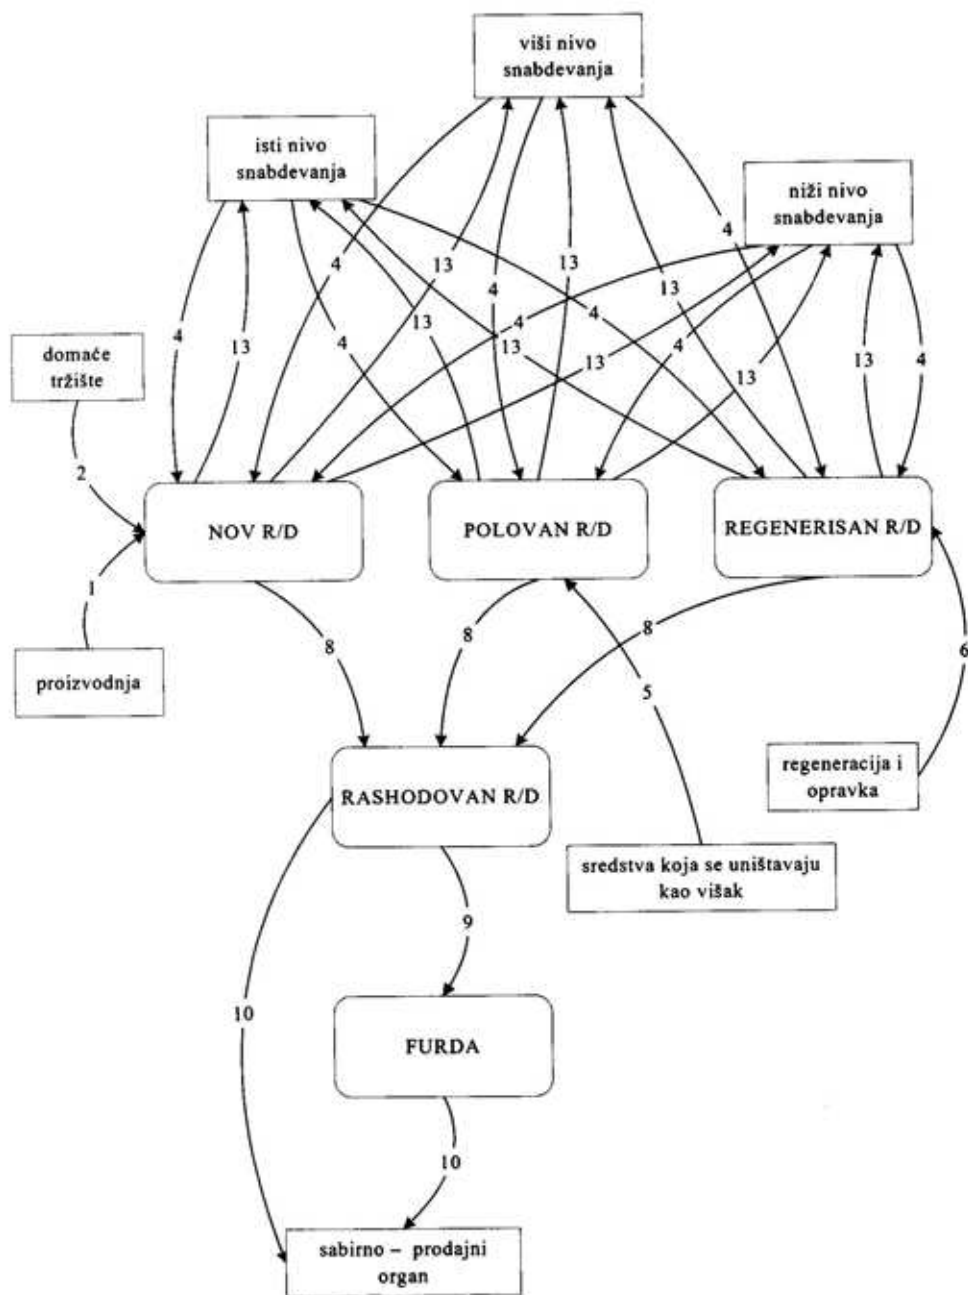 viši nivo
snabdevanja
isti nivo
snabdevanja
niži nivo
snabdevanja
4
4
13
13
4
13
13
4
4
13
4
13
4
4
13
4
13
13
4
13
domaće
tržište
2
NOV R/D
POLOVAN R/D
REGENERISAN R/D
1
8
8
8
6
proizvodnja
5
regeneracija i
opravka
RASHODOVAN R/D
sredstva koja se uništavaju
kao višak
9
10
FURDA
10
sabirno – prodajni
organ